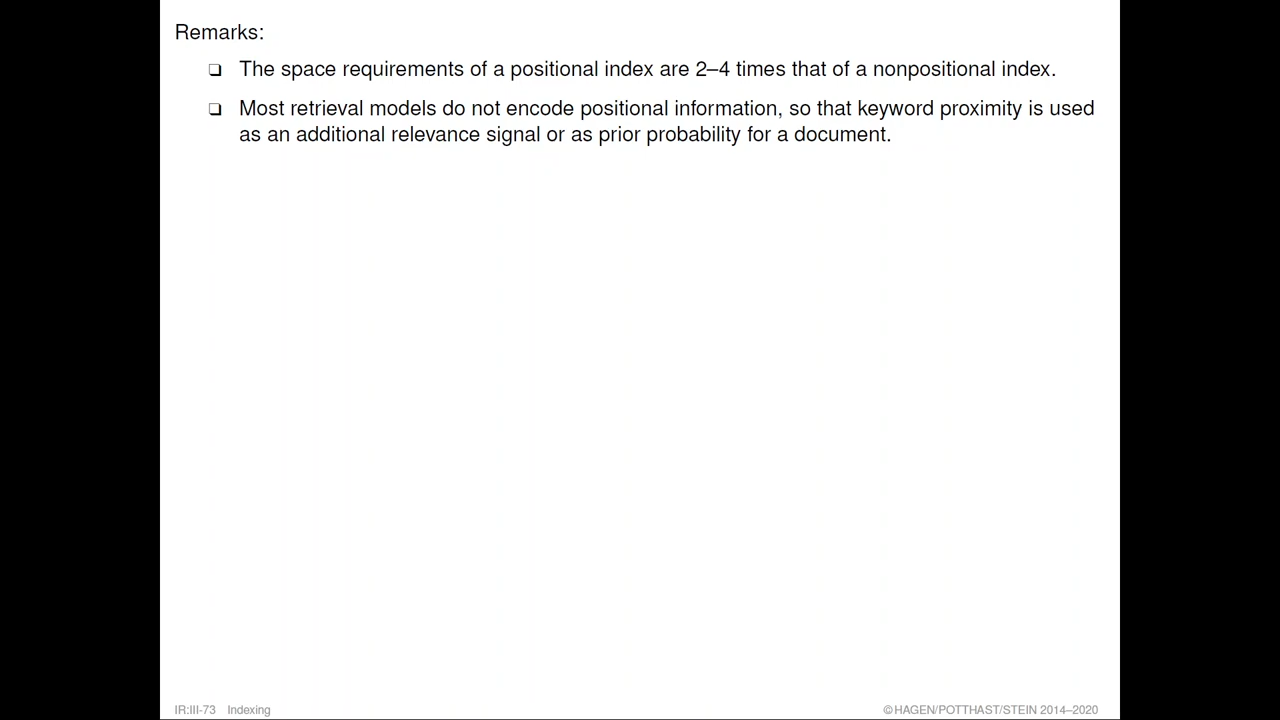 Remarks:
❑ The space requirements of a positional index are 2–4 times that of a nonpositional index.
❑ Most retrieval models do not encode positional information, so that keyword proximity is used
as an additional relevance signal or as prior probability for a document.
IR:III-73 Indexing
©HAGEN/POTTHAST/STEIN 2014–2020